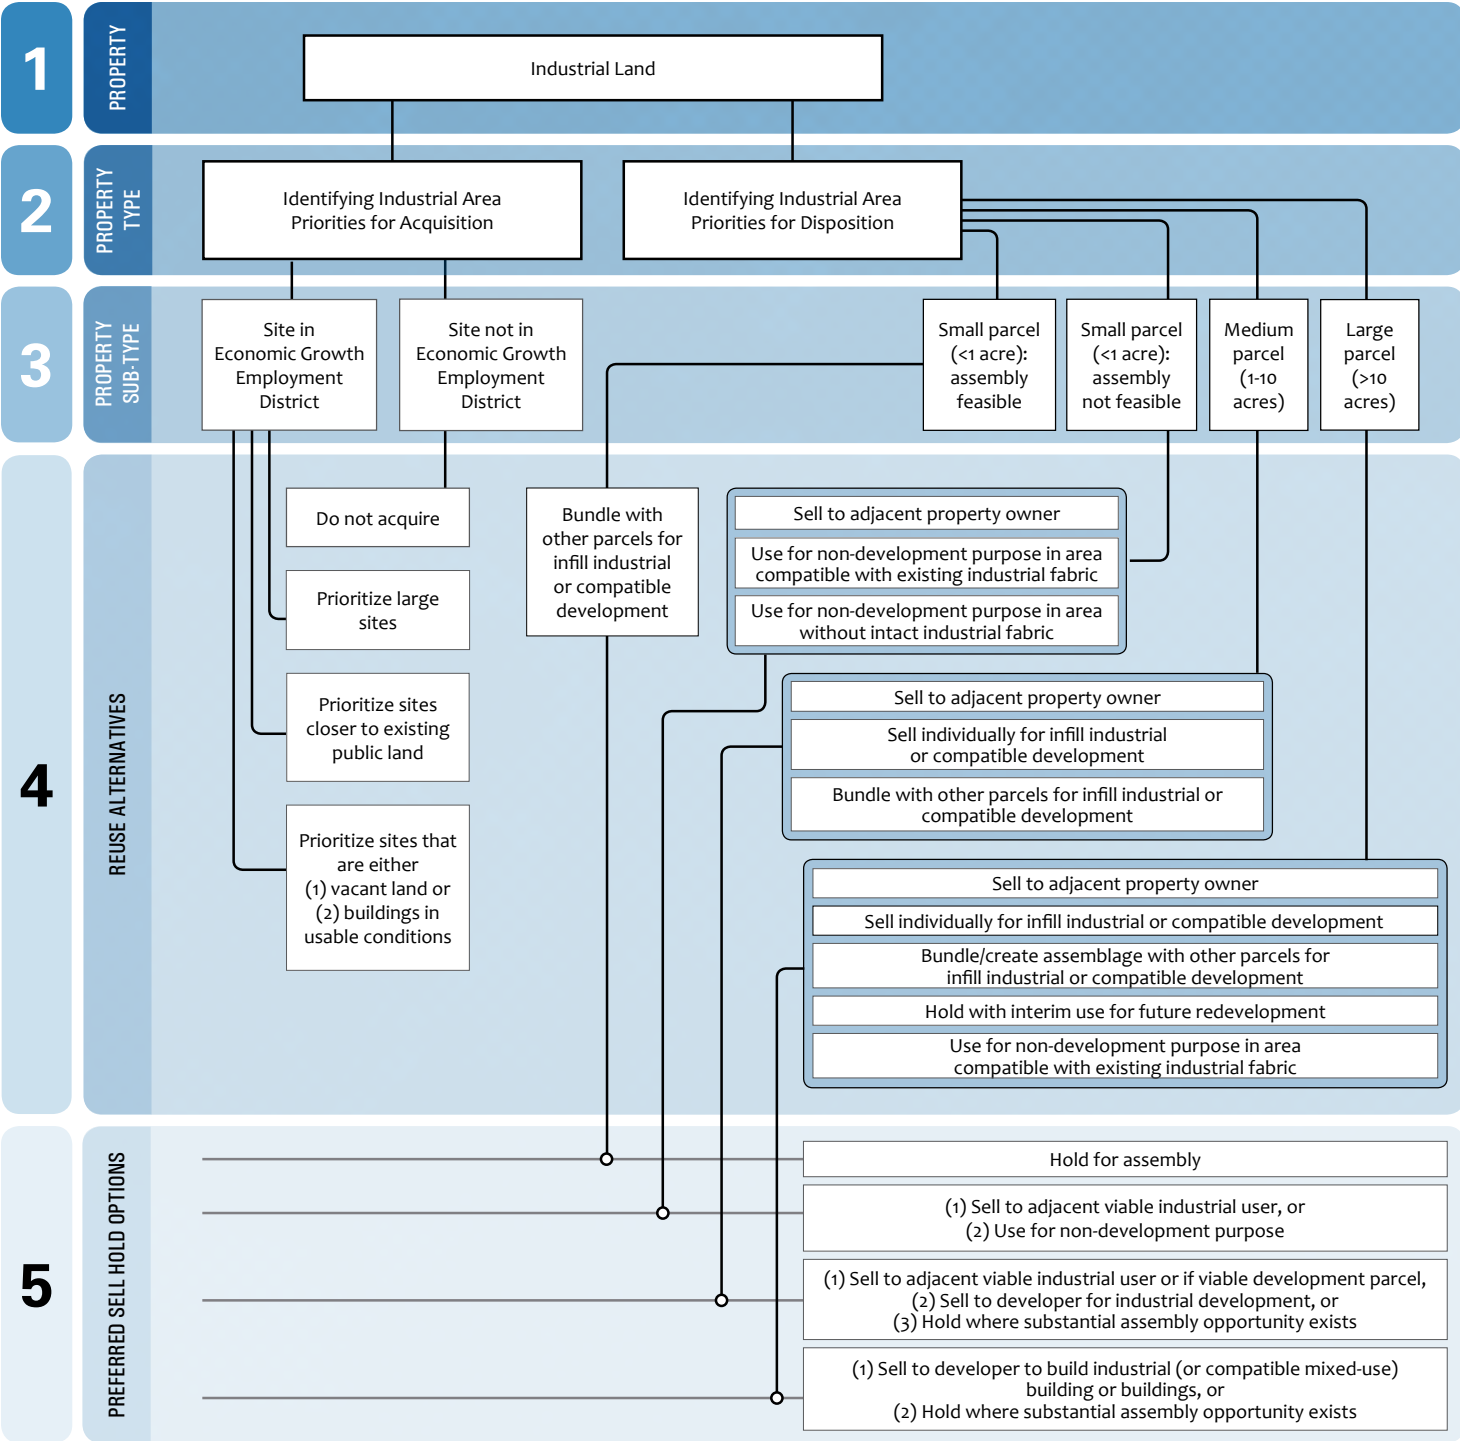 1
PROPERTY
Industrial Land
2
PROPERTY
TYPE
Identifying Industrial Area
Priorities for Acquisition
Identifying Industrial Area
Priorities for Disposition
3
PROPERTY
SUB-TYPE
Site in
Economic Growth
Employment
District
Site not in
Economic Growth
Employment
District
Small parcel
(<1 acre):
assembly
feasible
Small parcel
(<1 acre):
assembly
not feasible
Medium
parcel
(1-10
acres)
Large
parcel
(>10
acres)
4
REUSE ALTERNATIVES
Do not acquire
Prioritize large
sites
Prioritize sites
closer to existing
public land
Prioritize sites that
are either
(1) vacant land or
(2) buildings in
usable conditions
Bundle with
other parcels for
infill industrial
or compatible
development
Sell to adjacent property owner
Use for non-development purpose in area
compatible with existing industrial fabric
Use for non-development purpose in area
without intact industrial fabric
Sell to adjacent property owner
Sell individually for infill industrial
or compatible development
Bundle with other parcels for infill industrial or
compatible development
Sell to adjacent property owner
Sell individually for infill industrial or compatible development
Bundle/create assemblage with other parcels for
infill industrial or compatible development
Hold with interim use for future redevelopment
Use for non-development purpose in area
compatible with existing industrial fabric
5
PREFERRED SELL HOLD OPTIONS
Hold for assembly
(1) Sell to adjacent viable industrial user, or
(2) Use for non-development purpose
(1) Sell to adjacent viable industrial user or if viable development parcel,
(2) Sell to developer for industrial development, or
(3) Hold where substantial assembly opportunity exists
(1) Sell to developer to build industrial (or compatible mixed-use)
building or buildings, or
(2) Hold where substantial assembly opportunity exists